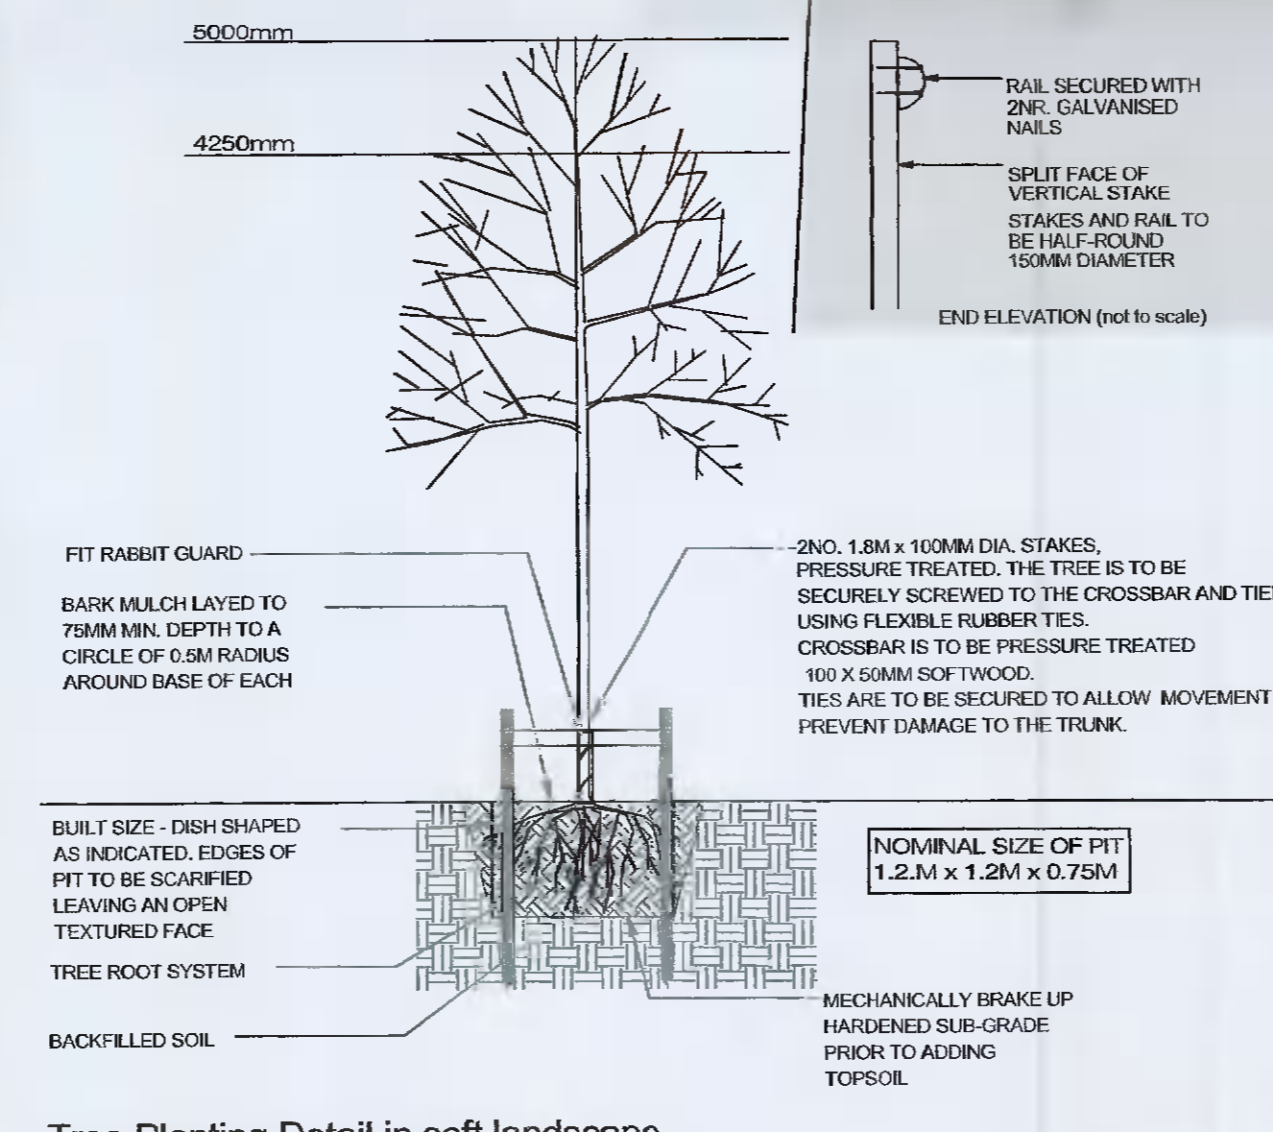 5000mm
4250mm
RAIL SECURED WITH
2NR. GALVANISED
NAILS
SPLIT FACE OF
VERTICAL STAKE
STAKES AND RAIL TO
BE HALF-ROUND
150MM DIAMETER
END ELEVATION (not to scale)
FIT RABBIT GUARD
BARK MULCH LAYED TO
75MM MIN. DEPTH TO A
CIRCLE OF 0.5M RADIUS
AROUND BASE OF EACH
2NO. 1.8M x 100MM DIA. STAKES,
PRESSURE TREATED. THE TREE IS TO BE
SECURELY SCREWED TO THE CROSSBAR AND TIE
USING FLEXIBLE RUBBER TIES.
CROSSBAR IS TO BE PRESSURE TREATED
100 X 50MM SOFTWOOD.
TIES ARE TO BE SECURED TO ALLOW MOVEMENT
PREVENT DAMAGE TO THE TRUNK.
BUILT SIZE - DISH SHAPED
AS INDICATED. EDGES OF
PIT TO BE SCARIFIED
LEAVING AN OPEN
TEXTURED FACE
TREE ROOT SYSTEM
BACKFILLED SOIL
NOMINAL SIZE OF PIT
1.2.M x 1.2M x 0.75M
MECHANICALLY BRAKE UP
HARDENED SUB-GRADE
PRIOR TO ADDING
TOPSOIL
Tree Planting Detail in soft landscape